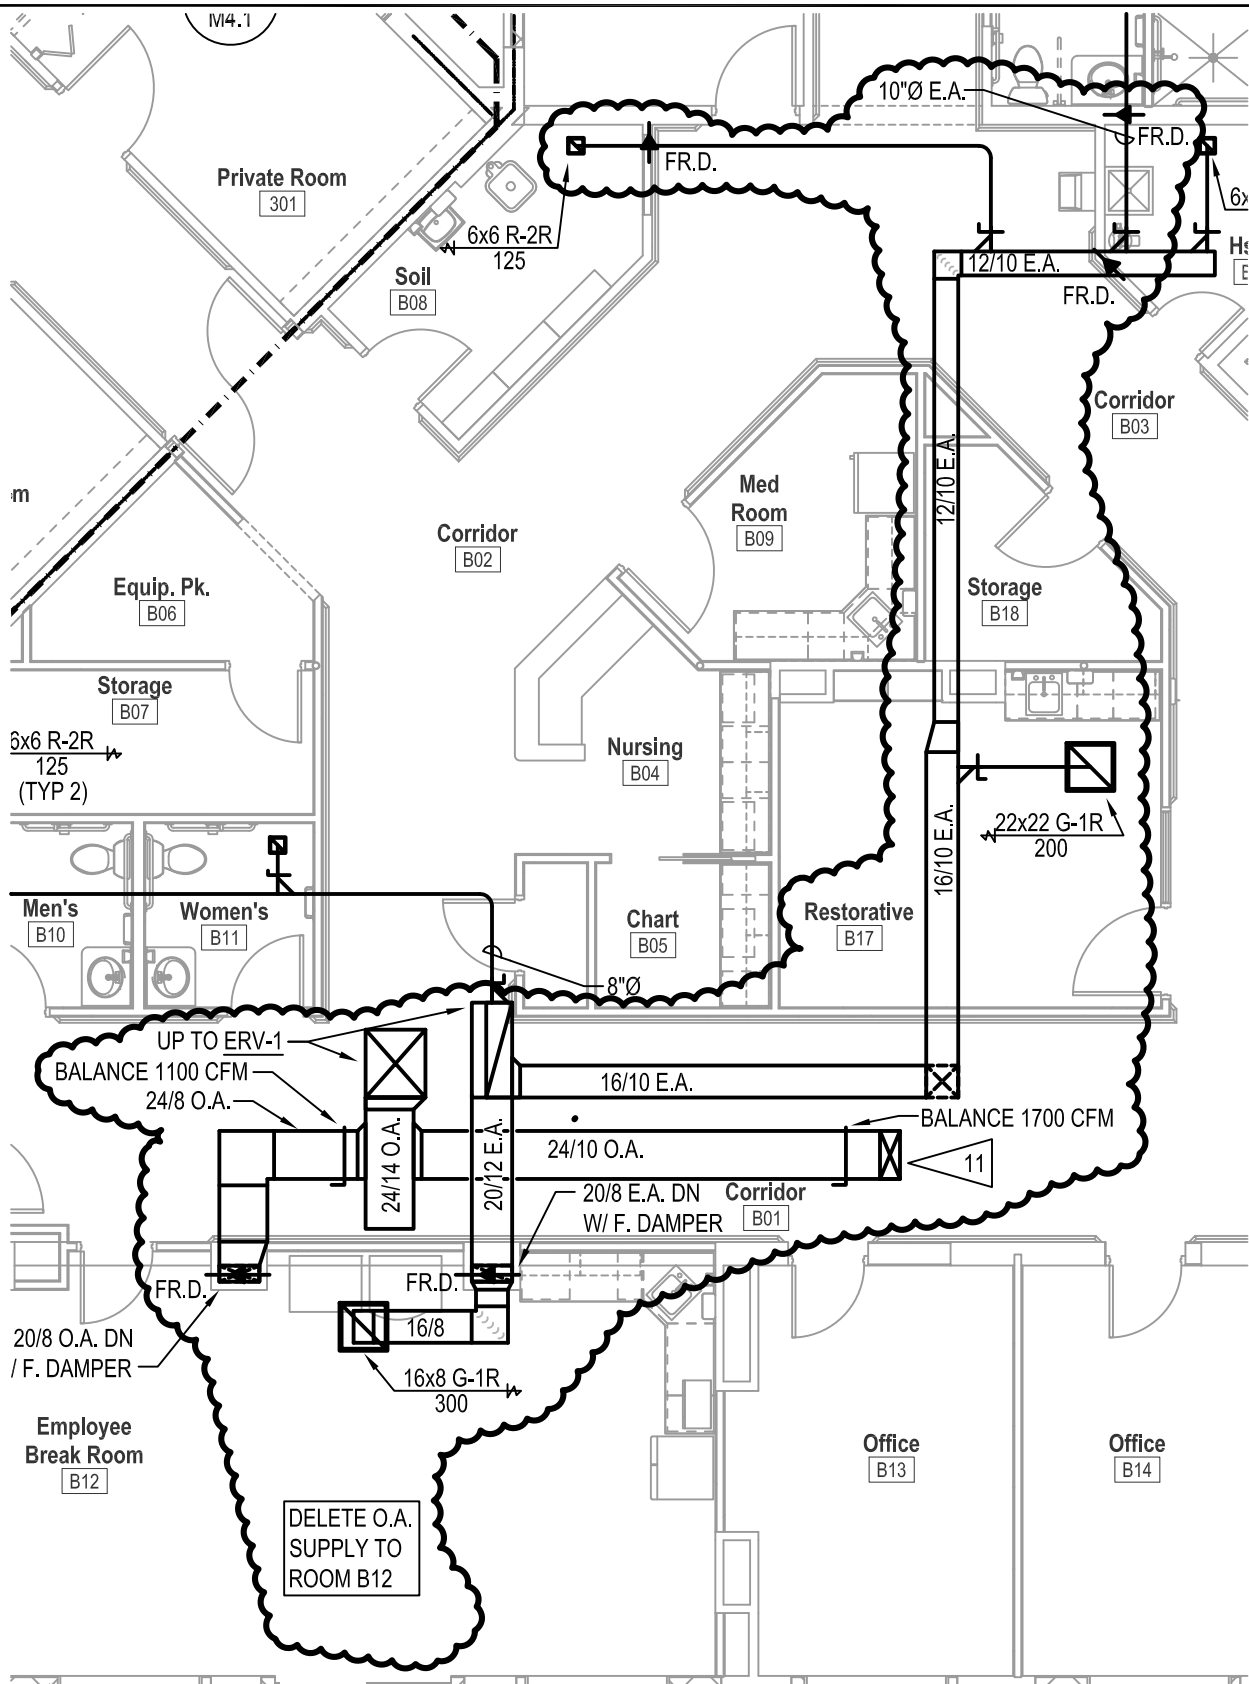 M4.1
10"Ø E.A.
FR.D.
FR.D.
Private Room
301
6x6 R-2R
125
6x
Soil
B08
12/10 E.A.
FR.D.
Corridor
B03
12/10 E.A.
Med
Room
B09
Corridor
B02
Equip. Pk.
B06
Storage
B18
Storage
B07
6x6 R-2R
125
(TYP 2)
Nursing
B04
22x22 G-1R
200
16/10 E.A.
Men's
B10
Women's
B11
Chart
B05
Restorative
B17
8"Ø
UP TO ERV-1
BALANCE 1100 CFM
24/8 O.A.
16/10 E.A.
BALANCE 1700 CFM
24/14 O.A.
20/12 E.A.
24/10 O.A.
11
20/8 E.A. DN
W/ F. DAMPER
Corridor
B01
FR.D.
FR.D.
20/8 O.A. DN
/ F. DAMPER
16/8
16x8 G-1R
300
Employee
Break Room
B12
Office
B13
Office
B14
DELETE O.A.
SUPPLY TO
ROOM B12